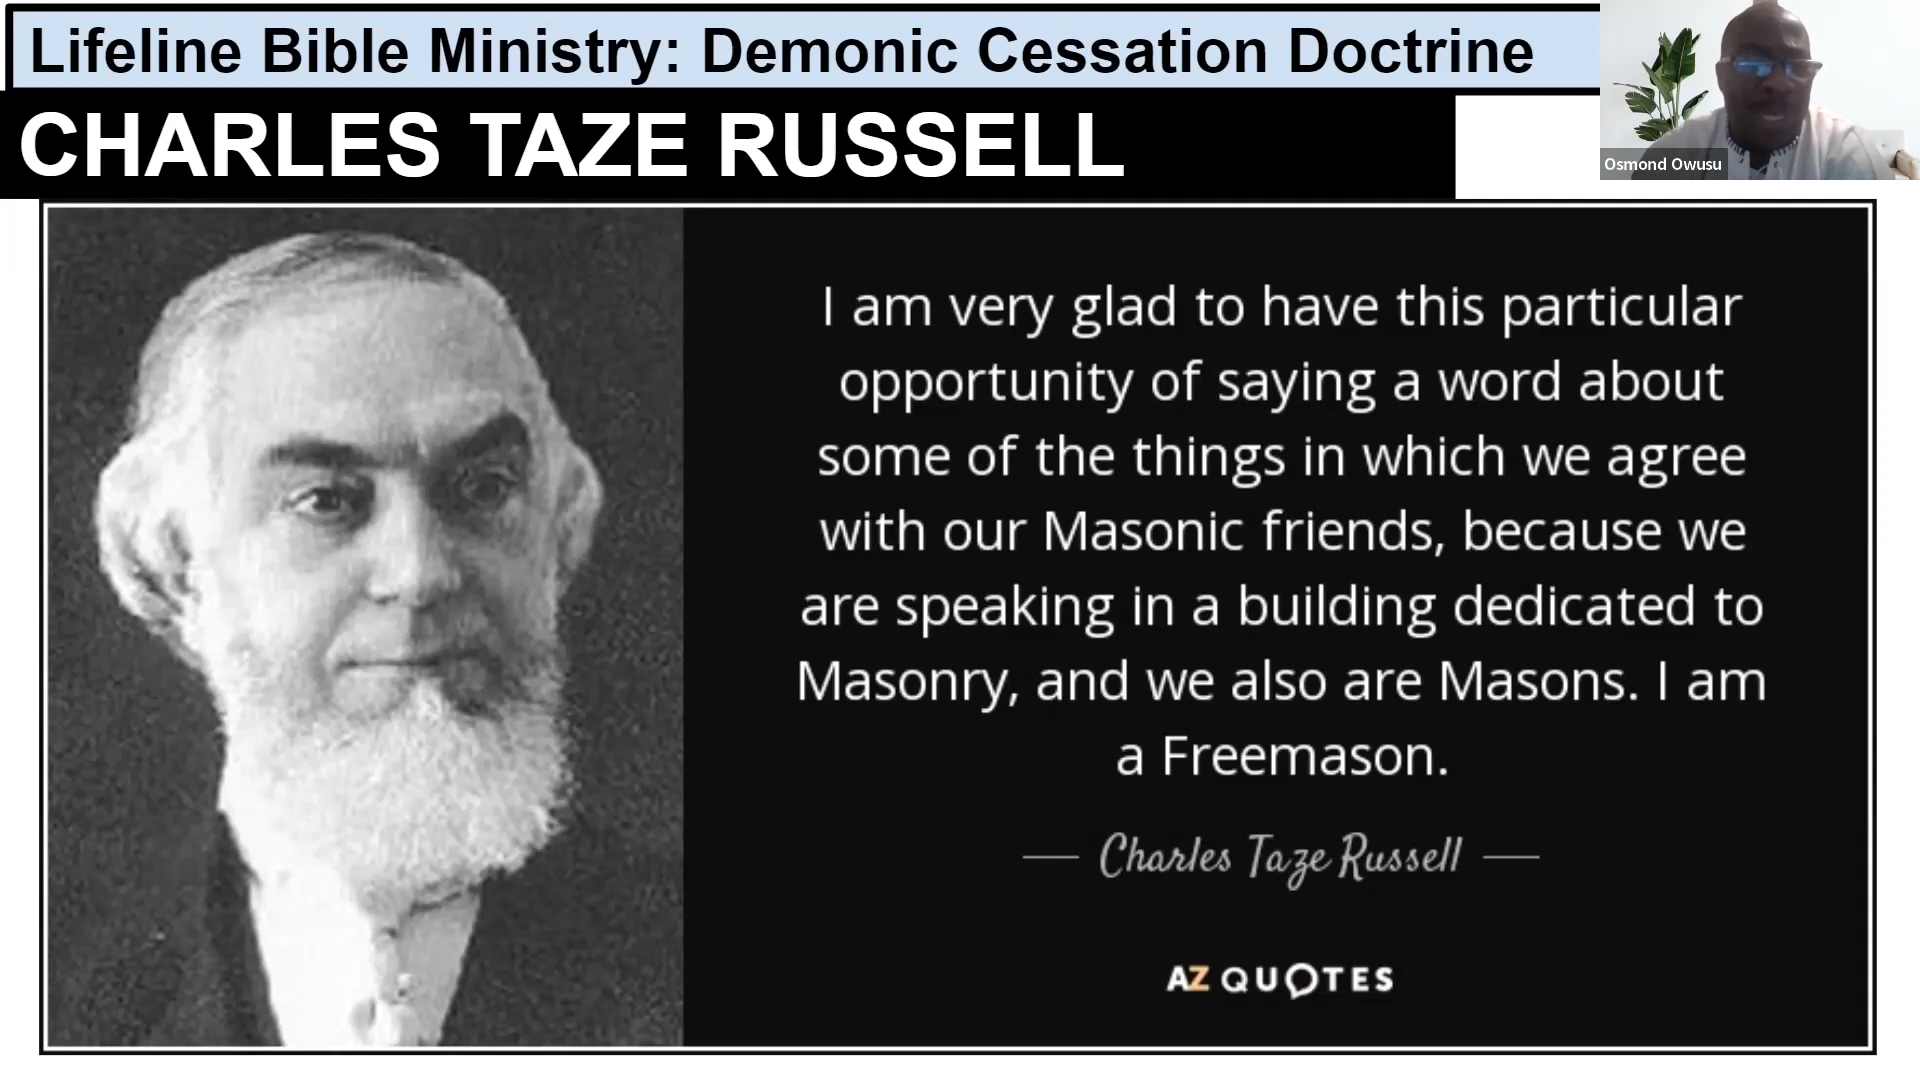 Lifeline Bible Ministry: Demonic Cessation Doctrine
CHARLES TAZE RUSSELL
Osmond Owusu
I am very glad to have this particular
opportunity of saying a word about
some of the things in which we agree
with our Masonic friends, because we
are speaking in a building dedicated to
Masonry, and we also are Masons. I am
a Freemason.
Charles Taze Russell
AZ QUOTES